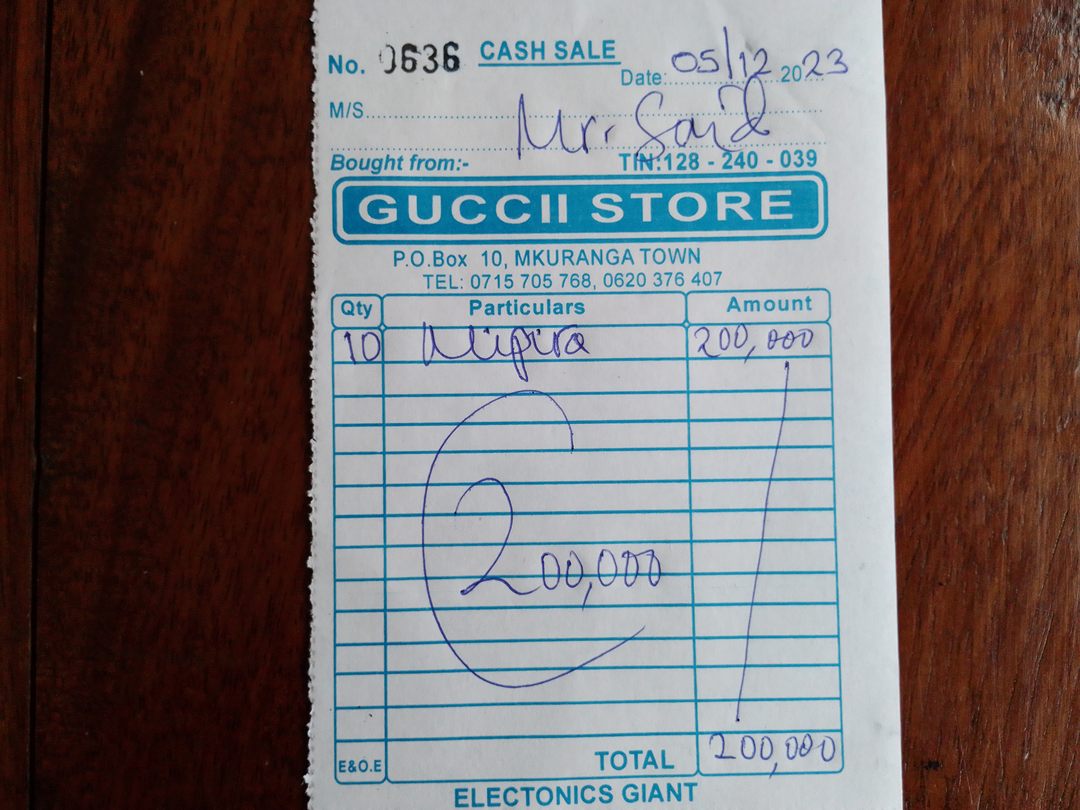 No. 0636 CASH SALE
Date: 05/12 2023
M/S Mr. Said
Bought from:- TIN:128 - 240 - 039
GUCCII STORE
P.O.Box 10, MKURANGA TOWN
TEL: 0715 705 768, 0620 376 407
Qty Particulars Amount
10 Mipira 200,000
200,000
E&O.E TOTAL 200,000
ELECTONICS GIANT